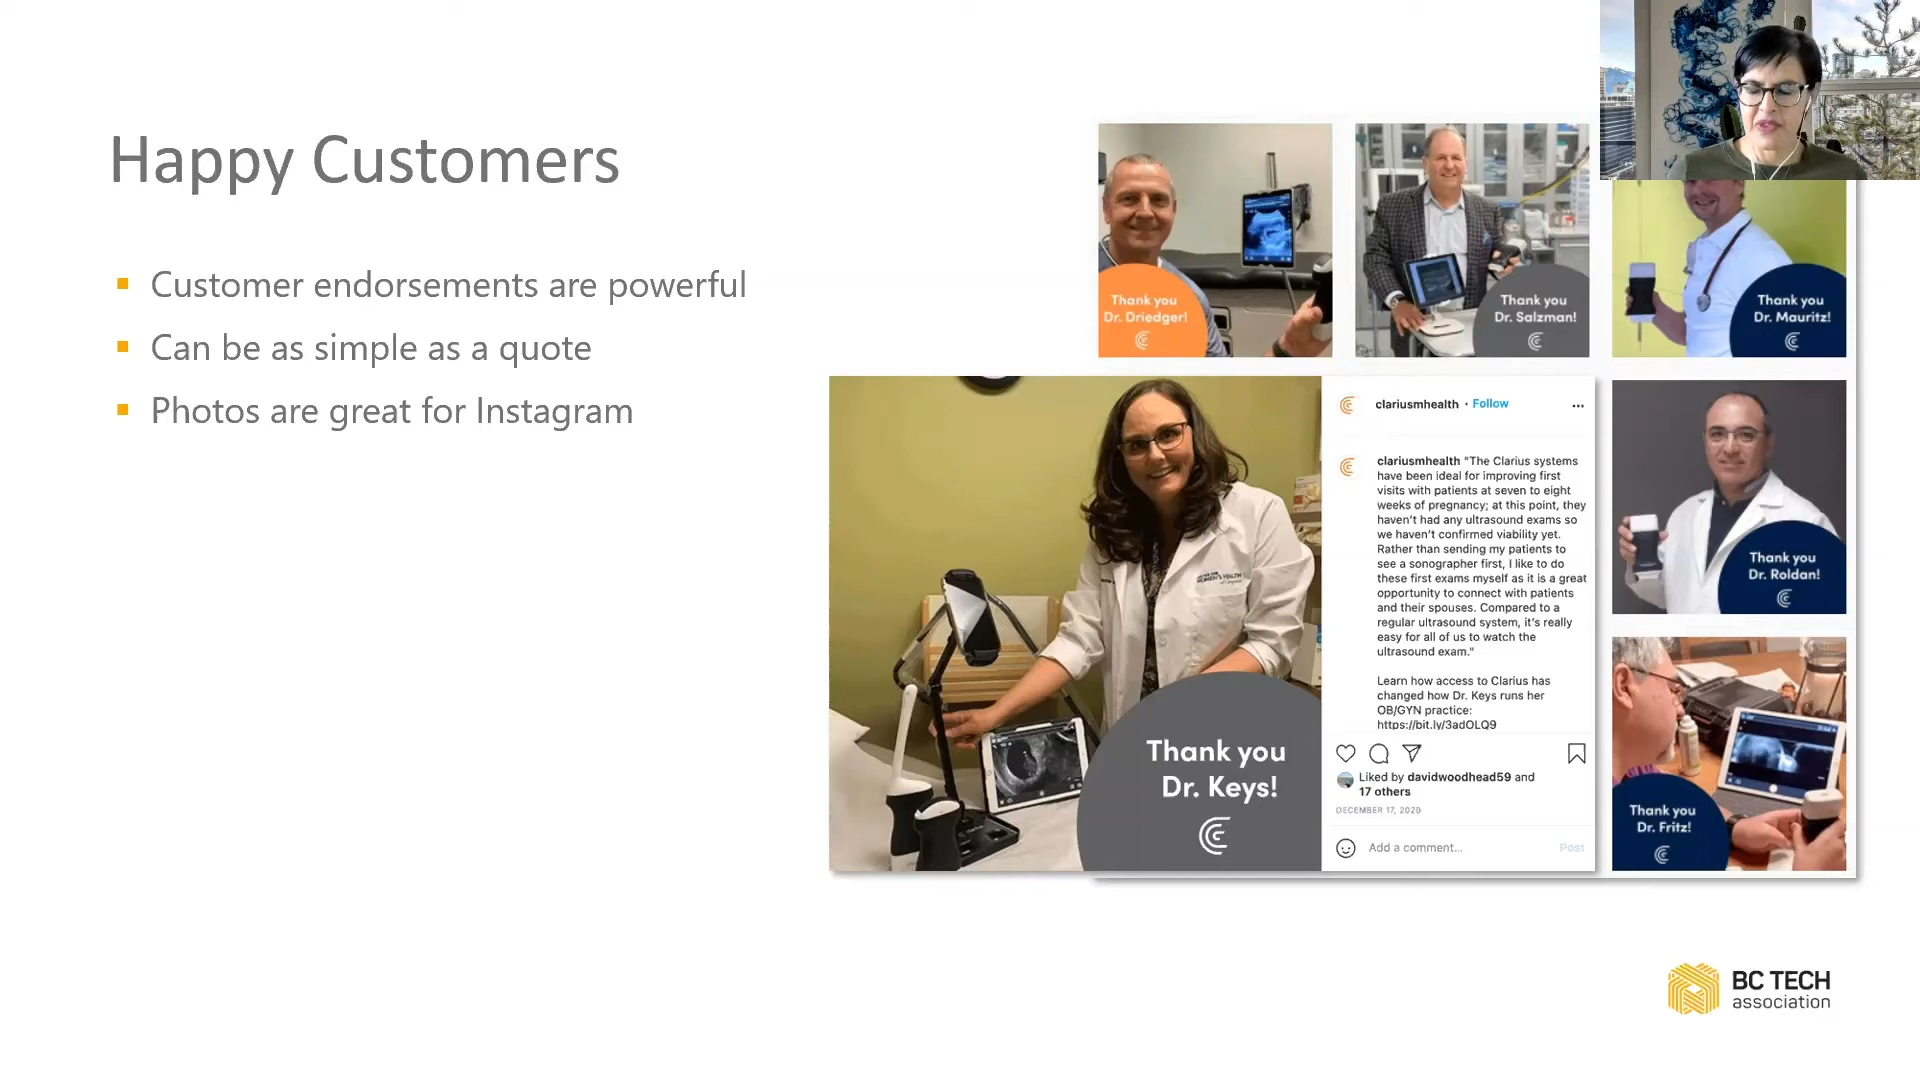 Happy Customers
Customer endorsements are powerful
Can be as simple as a quote
Photos are great for Instagram
Thank you
Dr. Driedger!
Thank you
Dr. Salzman!
Thank you
Dr. Mauritz!
Thank you
Dr. Keys!
clariusmhealth • Follow
clariusmhealth "The Clarius systems
have been ideal for improving first
visits with patients at seven to eight
weeks of pregnancy; at this point, they
haven't had any ultrasound exams so
we haven't confirmed viability yet.
Rather than sending my patients to
see a sonographer first, I like to do
these first exams myself as it is a great
opportunity to connect with patients
and their spouses. Compared to a
regular ultrasound system, it's really
easy for all of us to watch the
ultrasound exam."
Learn how access to Clarius has
changed how Dr. Keys runs her
OB/GYN practice:
https://bit.ly/3adOLQ9
Liked by davidwoodhead59 and
17 others
DECEMBER 17, 2020
Add a comment... Post
Thank you
Dr. Roldan!
Thank you
Dr. Fritz!
WOMEN'S HEALTH
BC TECH
association